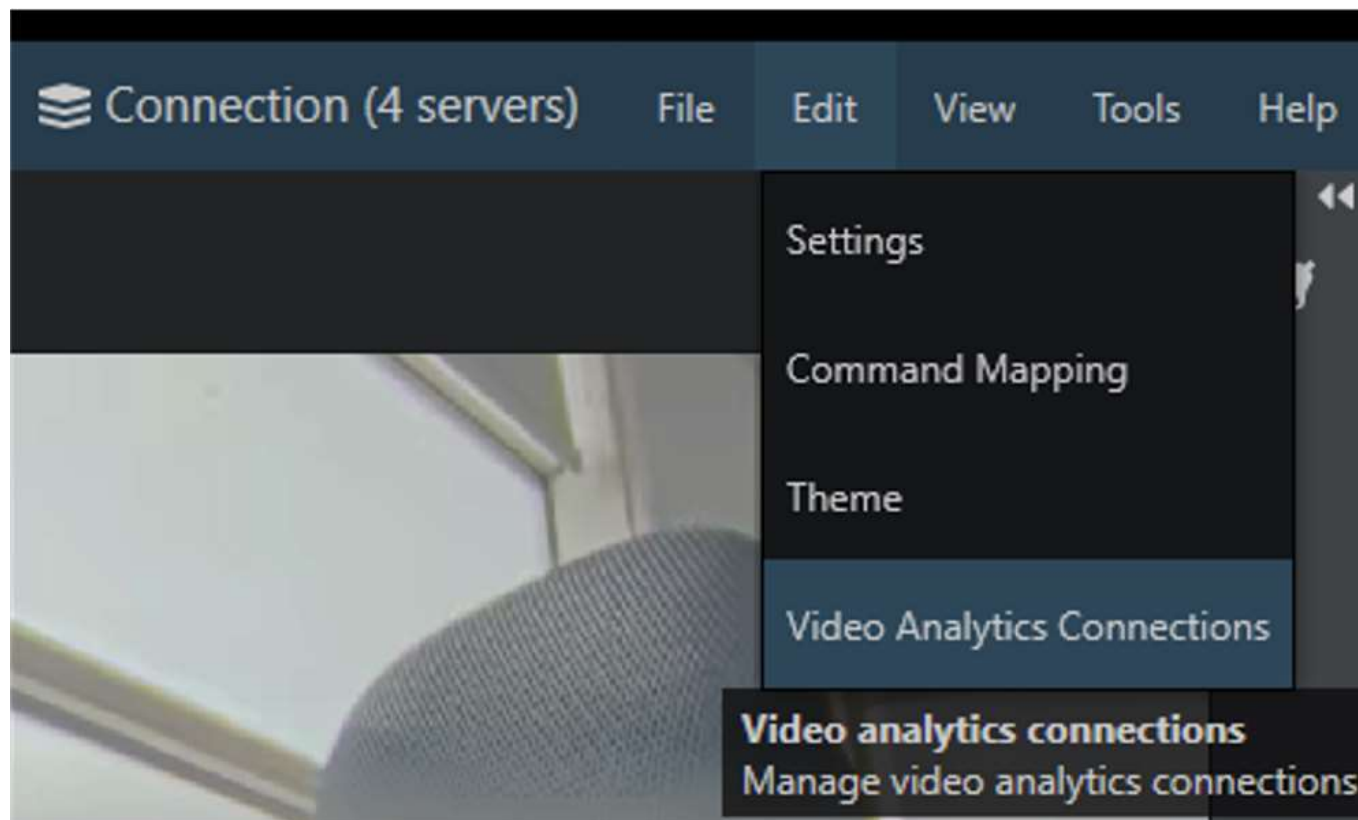 Connection (4 servers) File Edit View Tools Help
Settings
Command Mapping
Theme
Video Analytics Connections
Video analytics connections
Manage video analytics connections